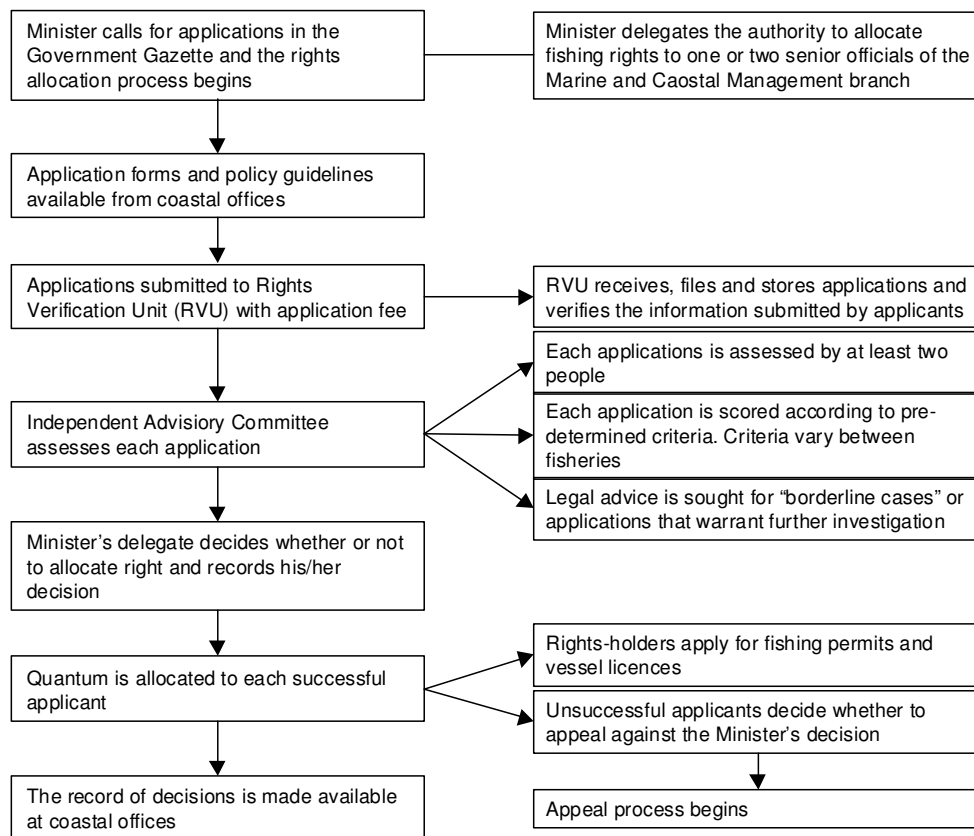 Minister calls for applications in the
Government Gazette and the rights
allocation process begins
Minister delegates the authority to allocate
fishing rights to one or two senior officials of the
Marine and Caostal Management branch
Application forms and policy guidelines
available from coastal offices
Applications submitted to Rights
Verification Unit (RVU) with application fee
RVU receives, files and stores applications and
verifies the information submitted by applicants
Each applications is assessed by at least two
people
Independent Advisiory Committee
assesses each application
Each application is scored according to pre-
determined criteria. Criteria vary between
fisheries
Legal advice is sought for “borderline cases” or
applications that warrant further investigation
Minister’s delegate decides whether or not
to allocate right and records his/her
decision
Rights-holders apply for fishing permits and
vessel licences
Quantum is allocated to each successful
applicant
Unsuccessful applicants decide whether to
appeal against the Minister’s decision
The record of decisions is made available
at coastal offices
Appeal process begins